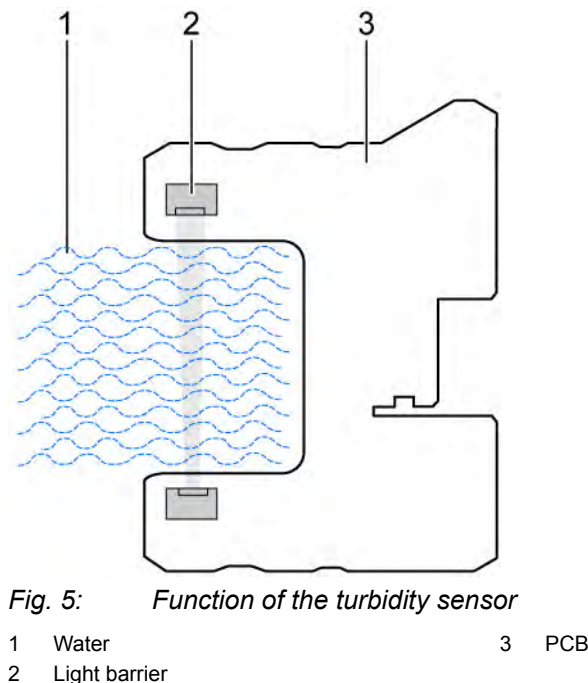 1 2 3
Fig. 5: Function of the turbidity sensor
1 Water 3 PCB
2 Light barrier